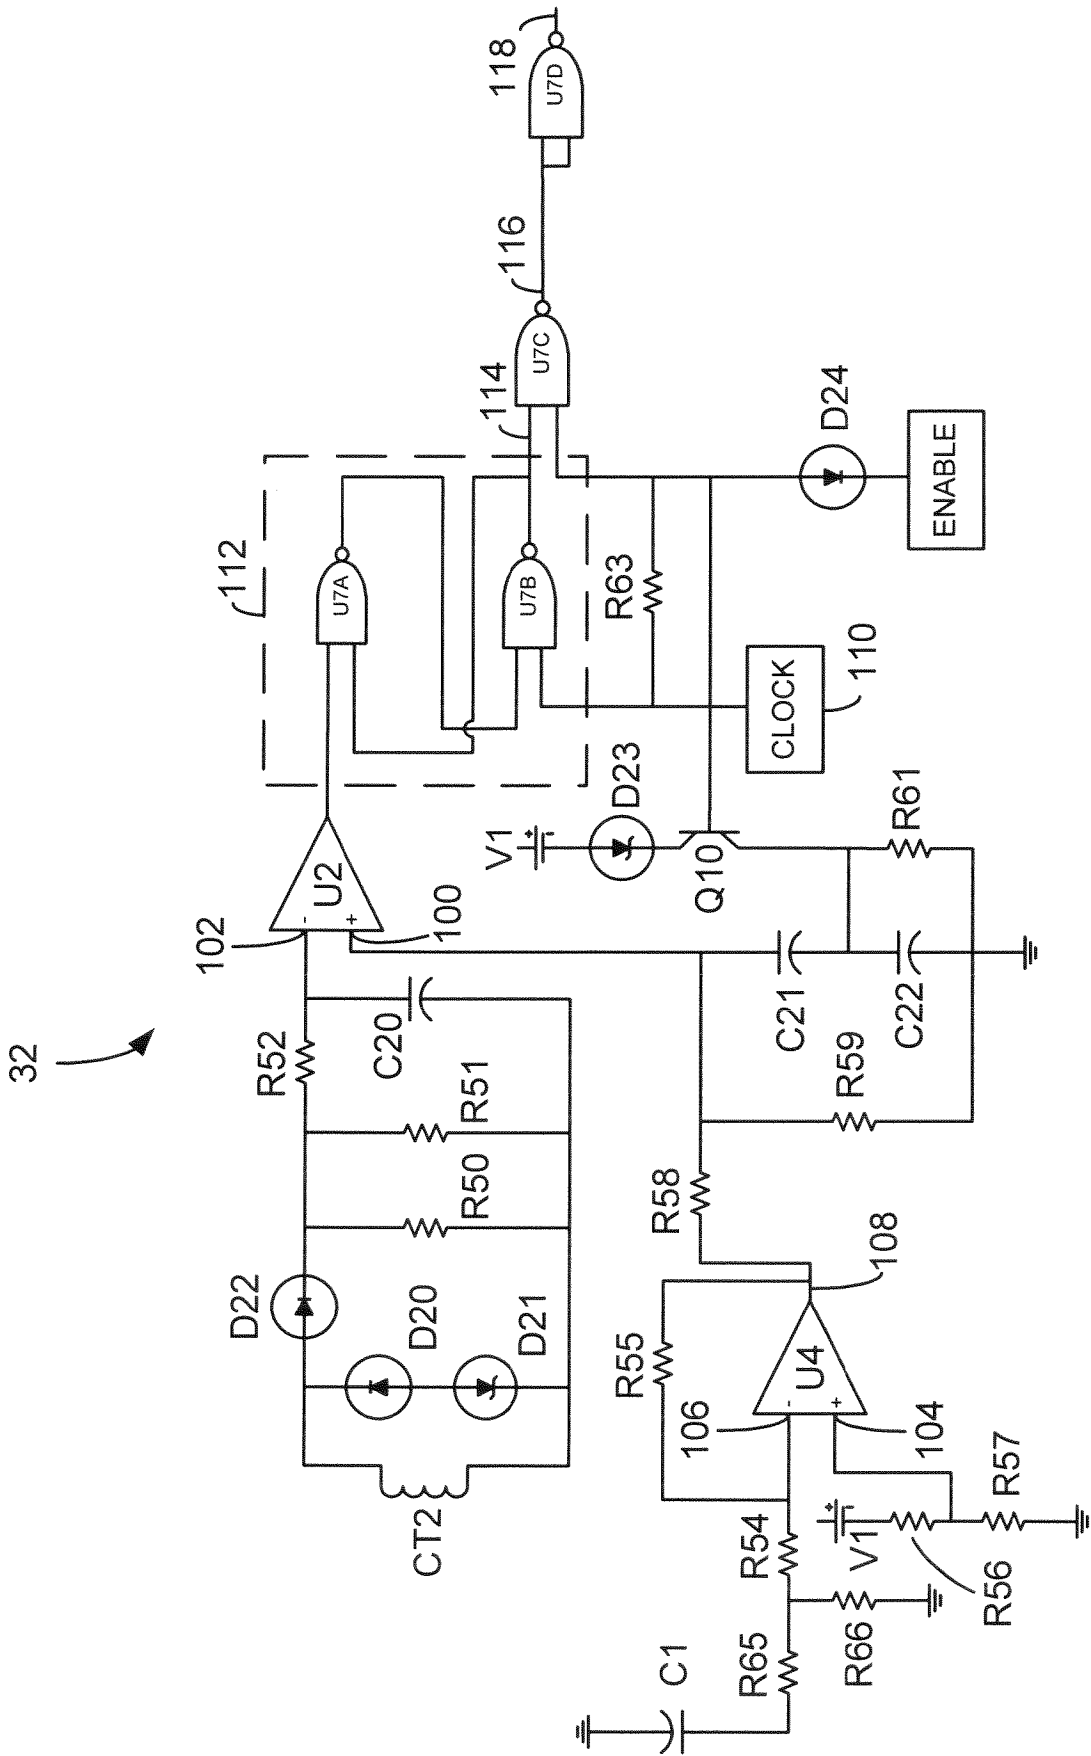 32
102
100
112
114
116
118
U2
-
+
U7A
U7B
U7C
U7D
CT2
D20
D21
D22
R50
R51
R52
C20
V1
+
-
D23
Q10
R63
CLOCK
110
D24
ENABLE
R61
C21
C22
R59
R58
108
U4
-
+
R55
106
104
R54
R65
R66
C1
V1
+
-
R56
R57